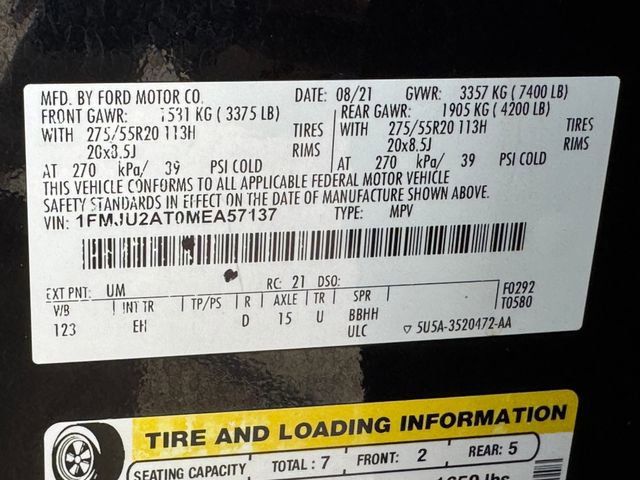 MFD. BY FORD MOTOR CO. DATE: 08/21 GVWR: 3357 KG (7400 LB)
FRONT GAWR: 1531 KG (3375 LB) REAR GAWR: 1905 KG (4200 LB)
WITH 275/55R20 113H TIRES WITH 275/55R20 113H TIRES
20x8.5J RIMS 20x8.5J RIMS
AT 270 kPa/ 39 PSI COLD AT 270 kPa/ 39 PSI COLD
THIS VEHICLE CONFORMS TO ALL APPLICABLE FEDERAL MOTOR VEHICLE
SAFETY STANDARDS IN EFFECT ON THE DATE OF MANUFACTURE SHOWN ABOVE.
VIN: 1FMJU2AT0MEA57137 TYPE: MPV
EXT PNT: UM RC: 21 DSO: F0292
V/B INT TR TP/PS R AXLE TR SPR T0580
123 EH D 15 U BBHH
ULC ▽ 5U5A-3520472-AA
TIRE AND LOADING INFORMATION
SEATING CAPACITY TOTAL : 7 FRONT: 2 REAR: 5
lbs